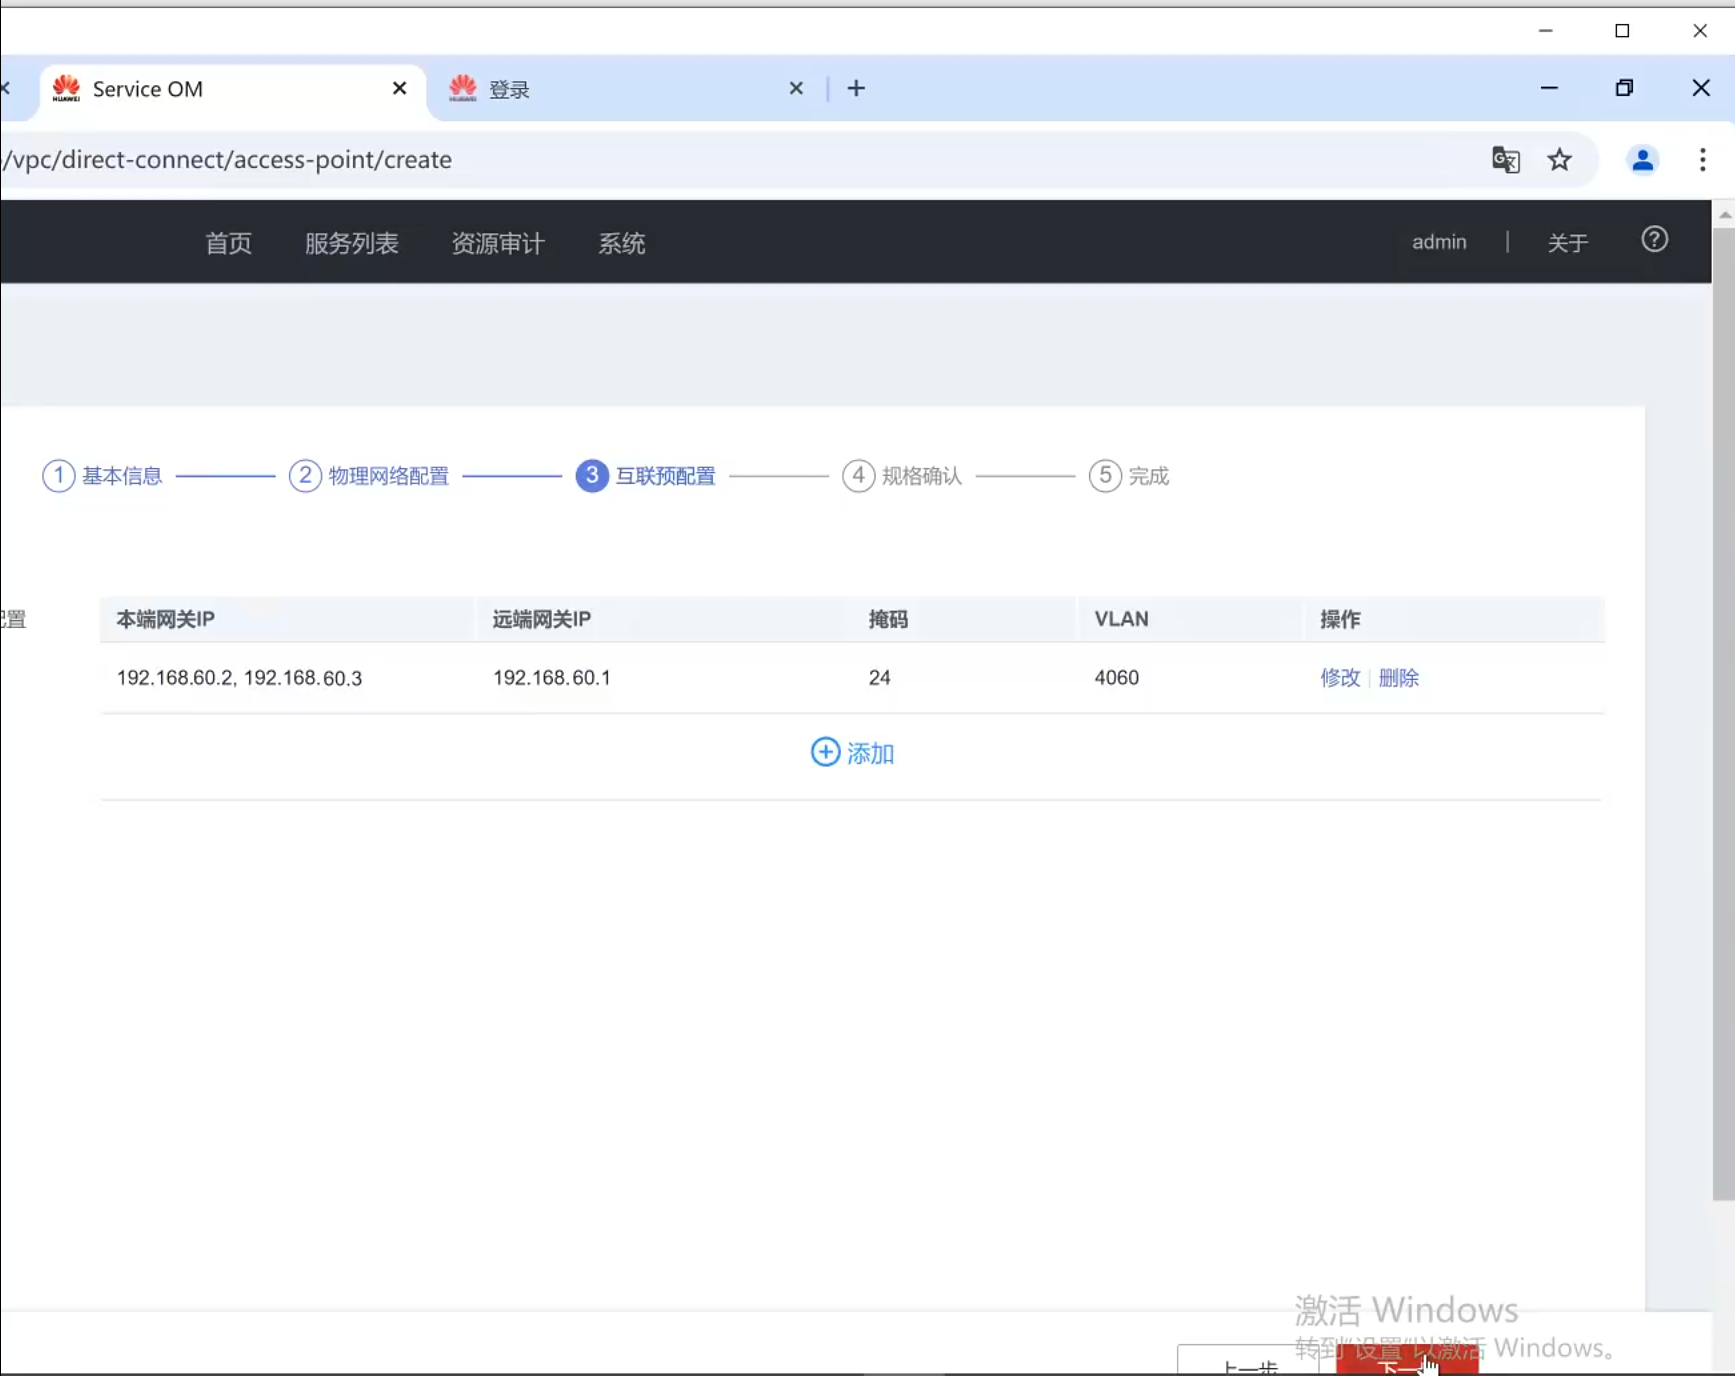 Service OM
登录
/vpc/direct-connect/access-point/create
首页 服务列表 资源审计 系统 admin | 关于
1 基本信息 2 物理网络配置 3 互联预配置 4 规格确认 5 完成
置 本端网关IP 远端网关IP 掩码 VLAN 操作
192.168.60.2, 192.168.60.3 192.168.60.1 24 4060 修改 | 删除
添加
激活 Windows
转到"设置"以激活 Windows。
上一步 下一